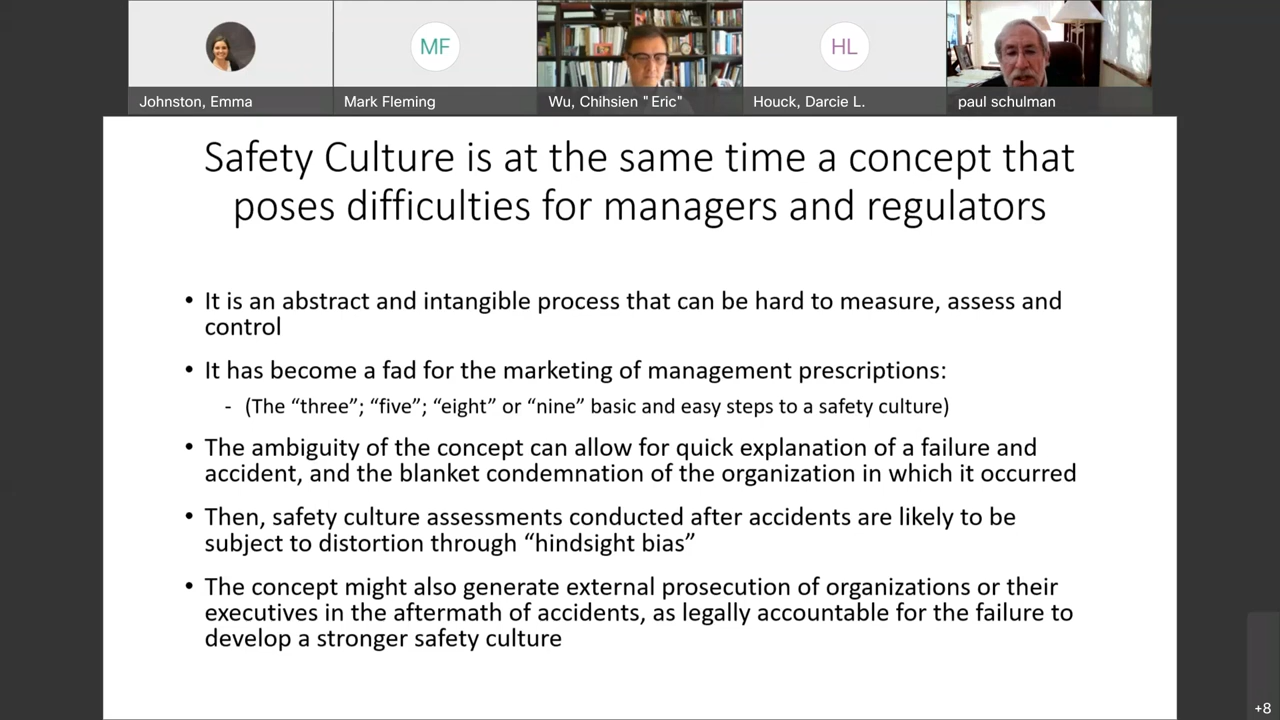 MF
HL
Johnston, Emma
Mark Fleming
Wu, Chihsien "Eric"
Houck, Darcie L.
paul schulman
Safety Culture is at the same time a concept that
poses difficulties for managers and regulators
• It is an abstract and intangible process that can be hard to measure, assess and
control
• It has become a fad for the marketing of management prescriptions:
- (The “three”; “five”; “eight” or “nine” basic and easy steps to a safety culture)
• The ambiguity of the concept can allow for quick explanation of a failure and
accident, and the blanket condemnation of the organization in which it occurred
• Then, safety culture assessments conducted after accidents are likely to be
subject to distortion through “hindsight bias”
• The concept might also generate external prosecution of organizations or their
executives in the aftermath of accidents, as legally accountable for the failure to
develop a stronger safety culture
+8